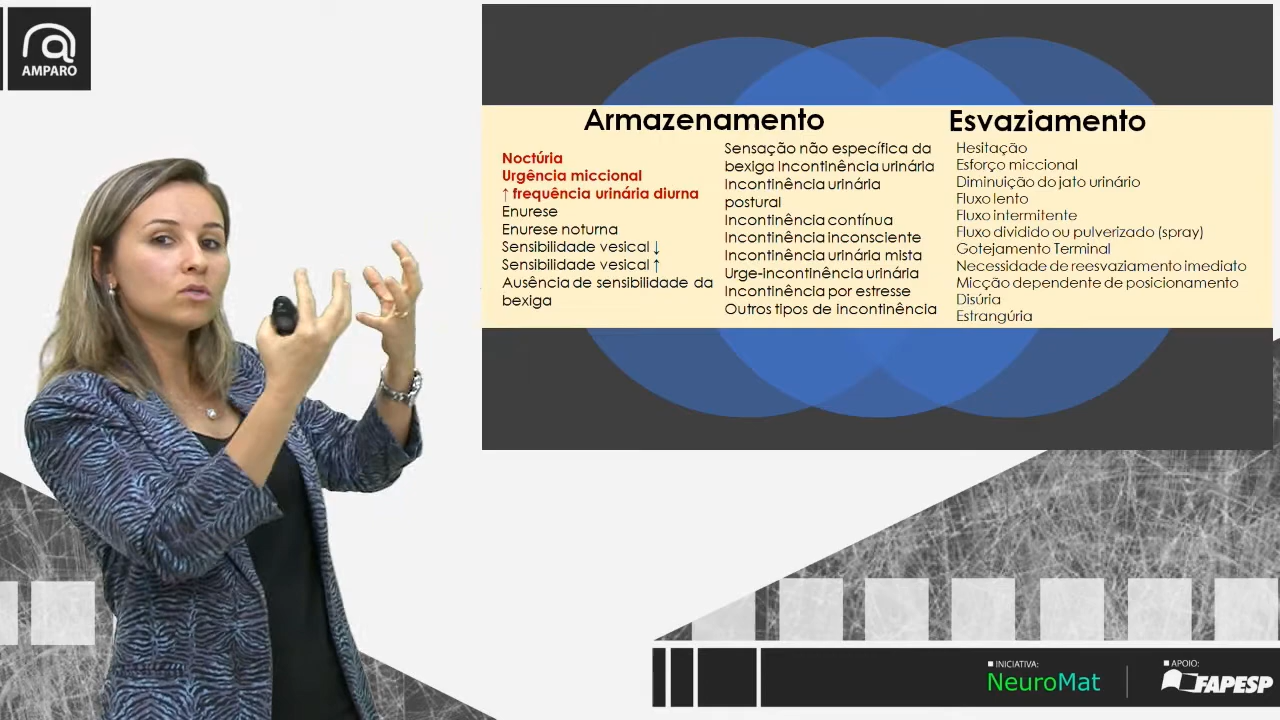 AMPARO
Armazenamento
Noctúria
Urgência miccional
↑ frequência urinária diurna
Enurese
Enurese noturna
Sensibilidade vesical ↓
Sensibilidade vesical ↑
Ausência de sensibilidade da
bexiga
Sensação não específica da
bexiga Incontinência urinária
Incontinência urinária
postural
Incontinência contínua
Incontinência inconsciente
Incontinência urinária mista
Urge-incontinência urinária
Incontinência por estresse
Outros tipos de incontinência
Esvaziamento
Hesitação
Esforço miccional
Diminuição do jato urinário
Fluxo lento
Fluxo intermitente
Fluxo dividido ou pulverizado (spray)
Gotejamento Terminal
Necessidade de reesvaziamento imediato
Micção dependente de posicionamento
Disúria
Estrangúria
INICIATIVA:
NeuroMat
APOIO:
FAPESP